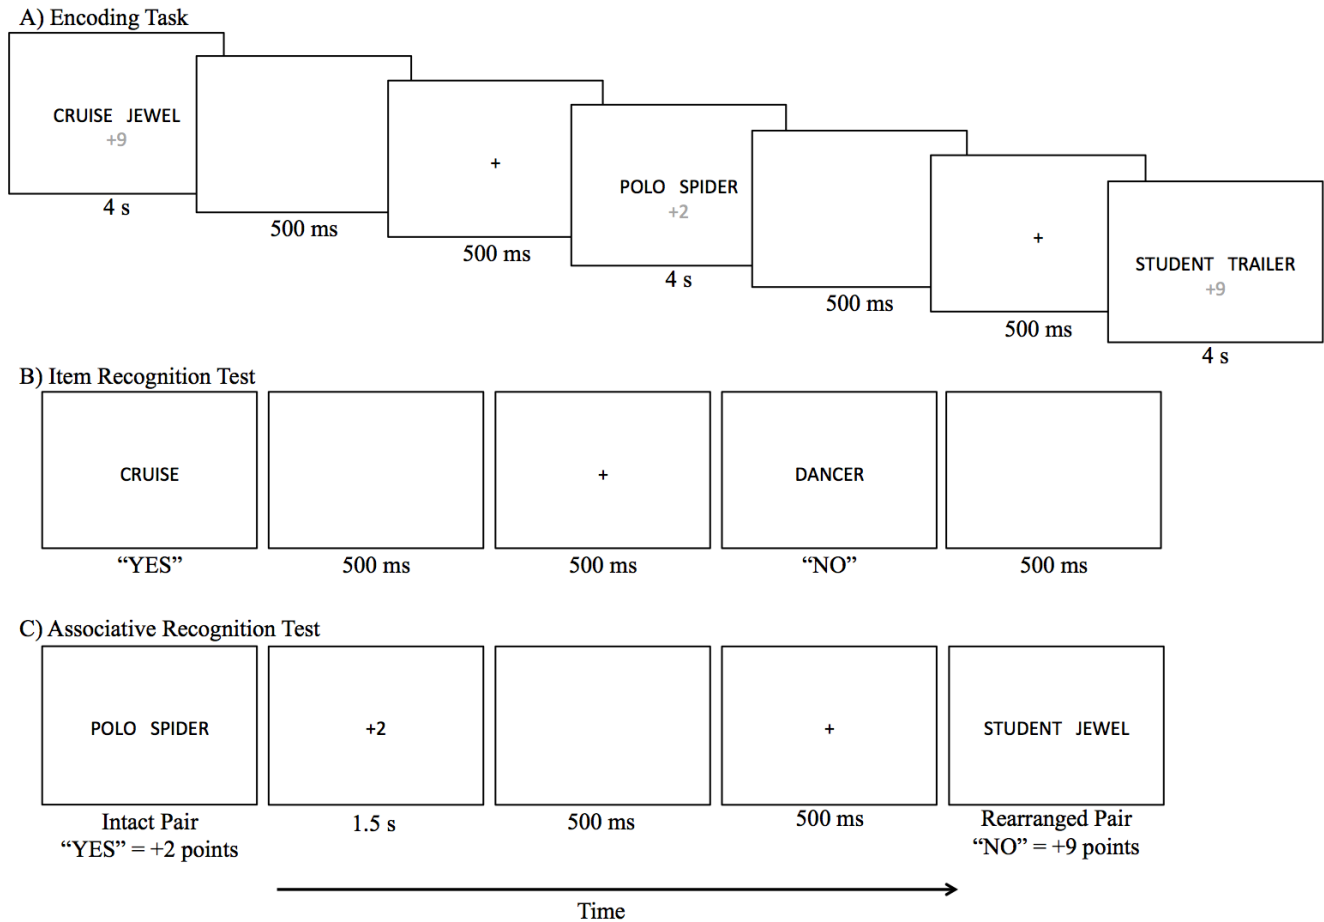 A) Encoding Task
CRUISE JEWEL
+9
4 s
500 ms
+
500 ms
POLO SPIDER
+2
4 s
500 ms
+
500 ms
STUDENT TRAILER
+9
4 s
B) Item Recognition Test
CRUISE
+
DANCER
“YES”
500 ms
500 ms
“NO”
500 ms
C) Associative Recognition Test
POLO SPIDER
+2
+
STUDENT JEWEL
Intact Pair
“YES” = +2 points
1.5 s
500 ms
500 ms
Rearranged Pair
“NO” = +9 points
Time